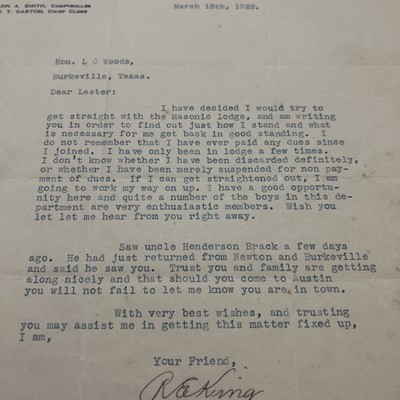 ON A. SMITH, COMPTROLLER
T. GASTON, CHIEF CLERK
March 18th, 1922.
Hon. L C Woods,
Burkeville, Texas.
Dear Lester:
I have decided I would try to
get straight with the Masonic lodge, and am writing
you in order to find out just how I stand and what
is necessary for me get back in good standing. I
do not remember that I have ever paid any dues since
I joined. I have only been in lodge a few times.
I don't know whether I have been discarded definitely,
or whether I have been merely suspended for non pay-
ment of dues. If I can get straightened out, I am
going to work my way on up. I have a good opportu-
nity here and quite a number of the boys in this de-
partment are very enthusiastic members. Wish you
let let me hear from you right away.
Saw uncle Henderson Brack a few days
ago. He had just returned from Newton and Burkeville
and said he saw you. Trust you and family are getting
along nicely and that should you come to Austin
you will not fail to let me know you are in town.
With very best wishes, and trusting
you may assist me in getting this matter fixed up,
I am,
Your Friend,
R E King